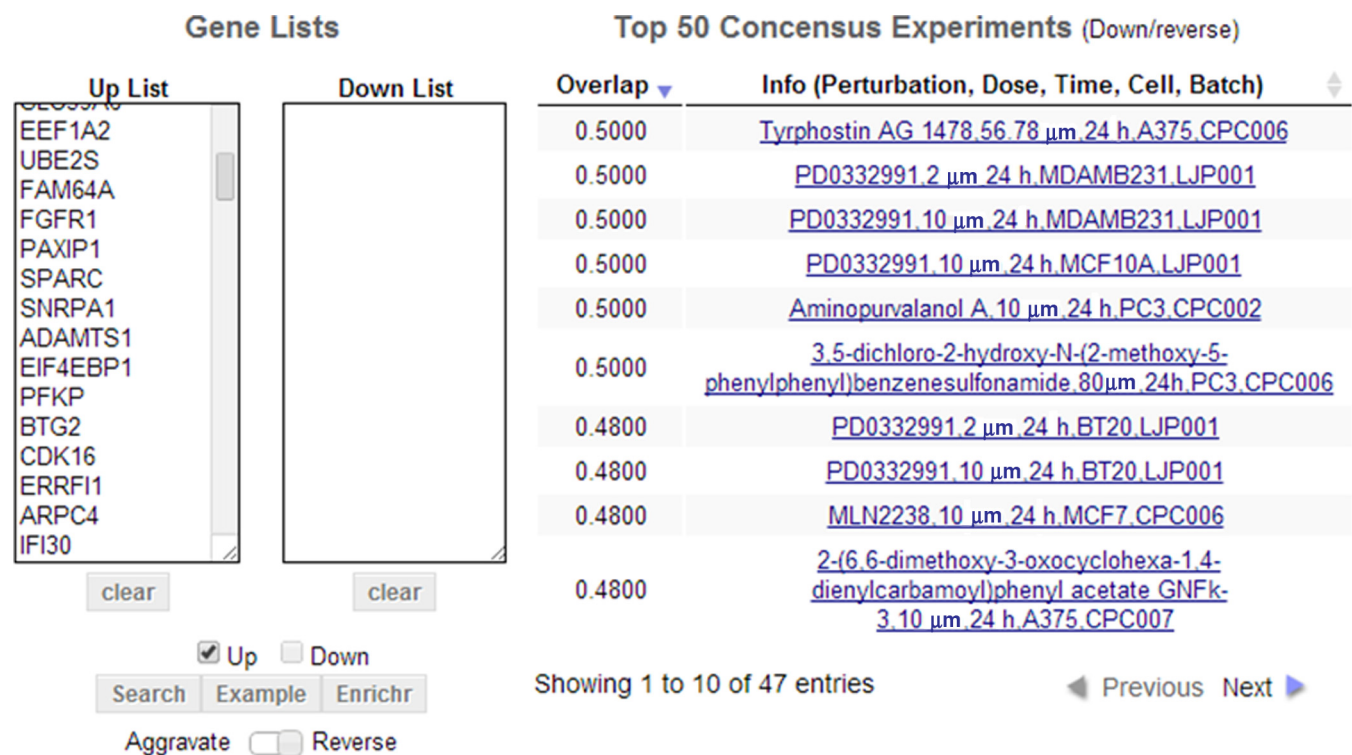 Gene Lists
Top 50 Concensus Experiments (Down/reverse)
Up List
Down List
EEF1A2
UBE2S
FAM64A
FGFR1
PAXIP1
SPARC
SNRPA1
ADAMTS1
EIF4EBP1
PFKP
BTG2
CDK16
ERRFI1
ARPC4
IFI30
clear
clear
Up Down
Search Example Enrichr
Aggravate Reverse
Overlap Info (Perturbation, Dose, Time, Cell, Batch)
0.5000 Tyrphostin AG 1478,56.78 μm,24 h,A375,CPC006
0.5000 PD0332991,2 μm 24 h,MDAMB231,LJP001
0.5000 PD0332991,10 μm,24 h,MDAMB231,LJP001
0.5000 PD0332991,10 μm,24 h,MCF10A,LJP001
0.5000 Aminopurvalanol A,10 μm,24 h,PC3,CPC002
0.5000 3,5-dichloro-2-hydroxy-N-(2-methoxy-5-
phenylphenyl)benzenesulfonamide,80μm,24h,PC3,CPC006
0.4800 PD0332991,2 μm,24 h,BT20,LJP001
0.4800 PD0332991,10 μm,24 h,BT20,LJP001
0.4800 MLN2238,10 μm,24 h,MCF7,CPC006
0.4800 2-(6,6-dimethoxy-3-oxocyclohexa-1,4-
dienylcarbamoyl)phenyl acetate GNFk-
3,10 μm,24 h,A375,CPC007
Showing 1 to 10 of 47 entries
Previous Next